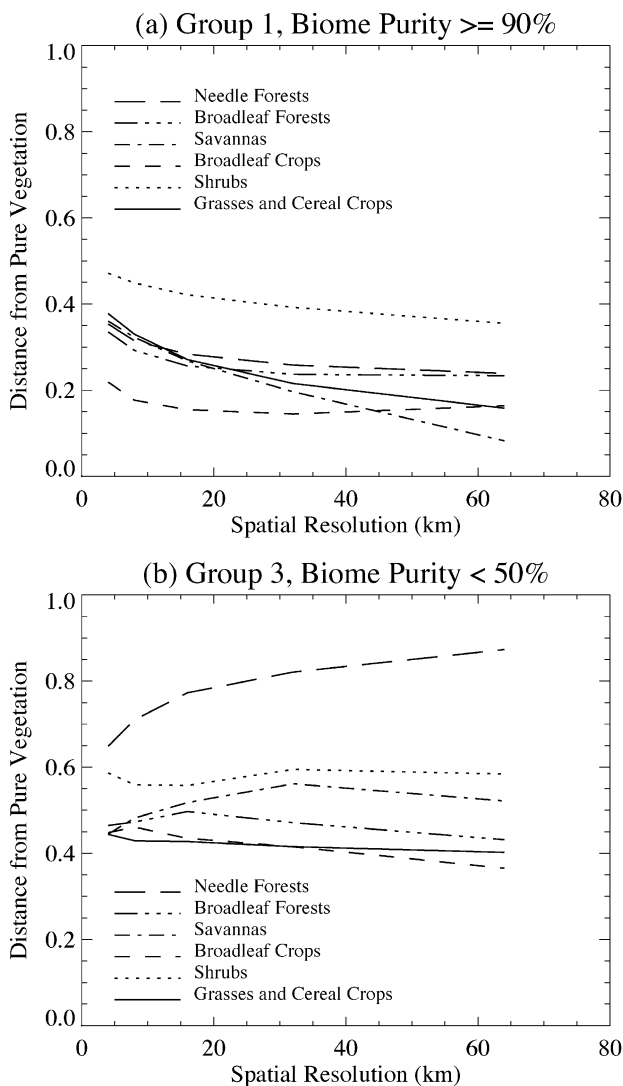 (a) Group 1, Biome Purity >= 90%
1.0
0.8
0.6
0.4
0.2
0.0
Distance from Pure Vegetation
Needle Forests
Broadleaf Forests
Savannas
Broadleaf Crops
Shrubs
Grasses and Cereal Crops
0 20 40 60 80
Spatial Resolution (km)
(b) Group 3, Biome Purity < 50%
1.0
0.8
0.6
0.4
0.2
0.0
Distance from Pure Vegetation
Needle Forests
Broadleaf Forests
Savannas
Broadleaf Crops
Shrubs
Grasses and Cereal Crops
0 20 40 60 80
Spatial Resolution (km)